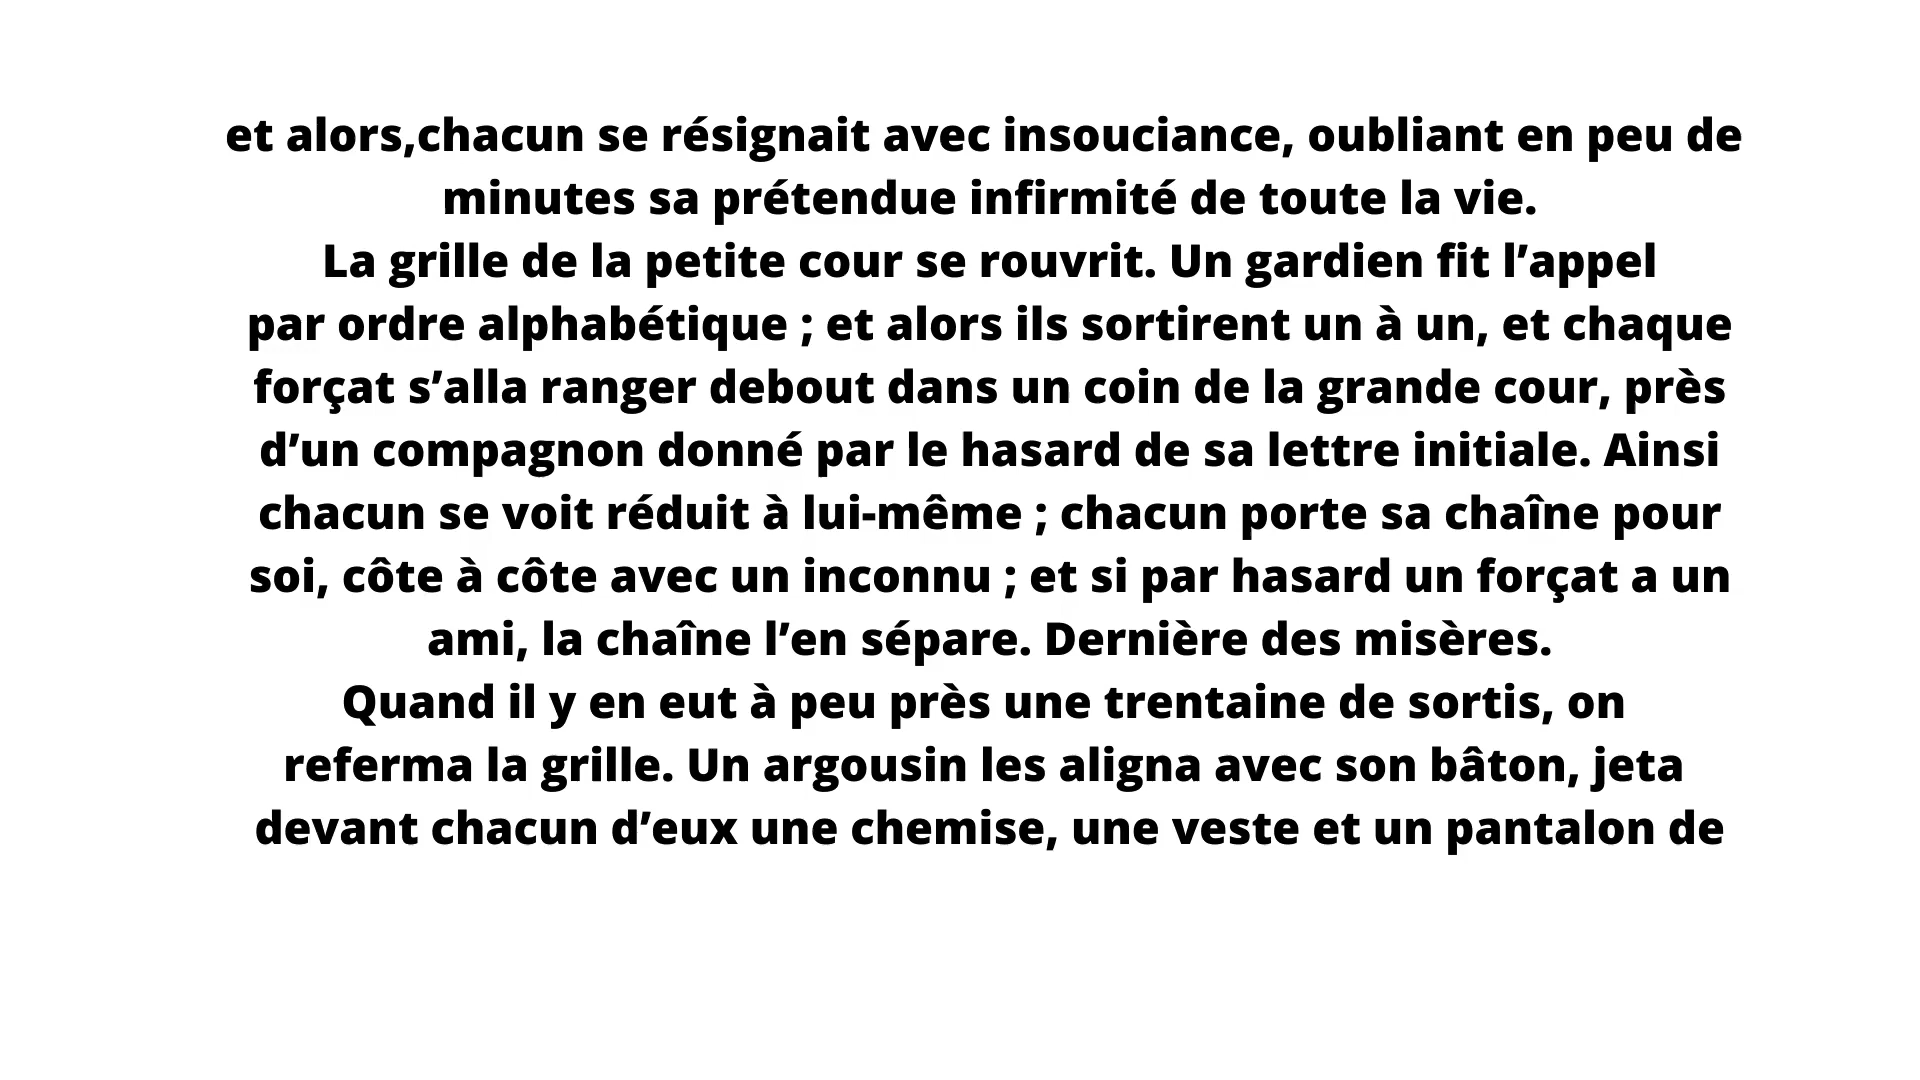 et alors,chacun se résignait avec insouciance, oubliant en peu de
minutes sa prétendue infirmité de toute la vie.
La grille de la petite cour se rouvrit. Un gardien fit l’appel
par ordre alphabétique ; et alors ils sortirent un à un, et chaque
forçat s’alla ranger debout dans un coin de la grande cour, près
d’un compagnon donné par le hasard de sa lettre initiale. Ainsi
chacun se voit réduit à lui-même ; chacun porte sa chaîne pour
soi, côte à côte avec un inconnu ; et si par hasard un forçat a un
ami, la chaîne l’en sépare. Dernière des misères.
Quand il y en eut à peu près une trentaine de sortis, on
referma la grille. Un argousin les aligna avec son bâton, jeta
devant chacun d’eux une chemise, une veste et un pantalon de